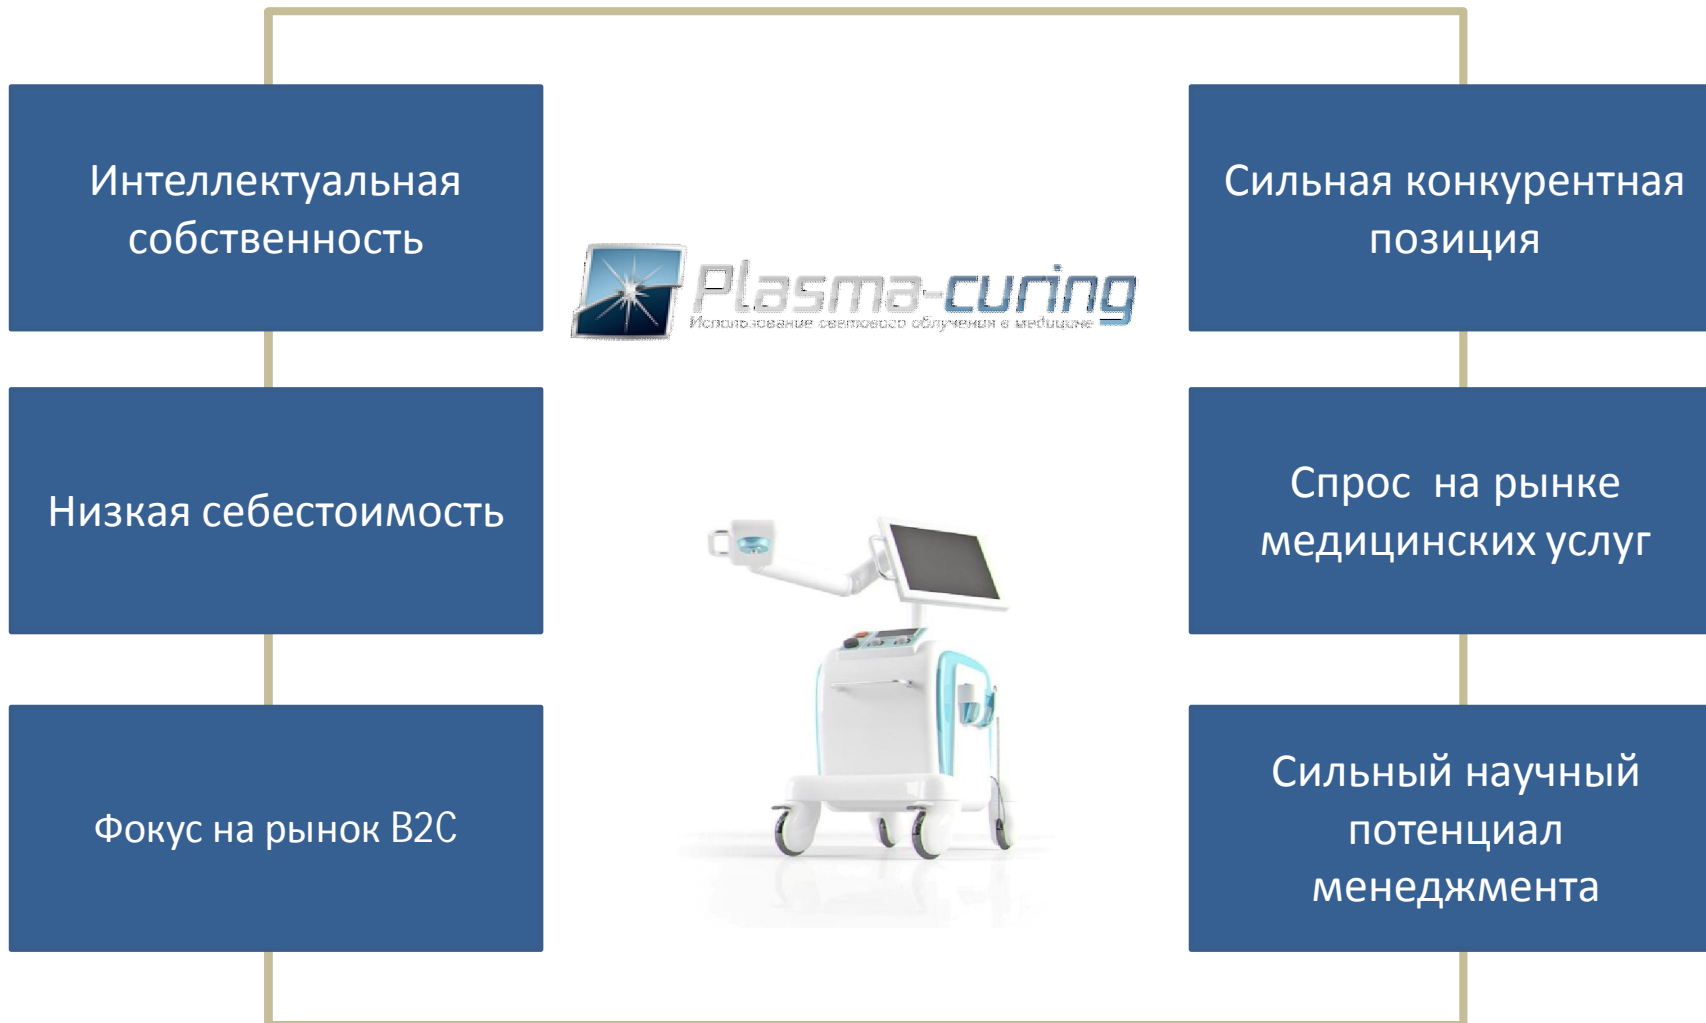 Интеллектуальная
собственность
Низкая себестоимость
Фокус на рынок B2C
Plasma-curing
Использование светового облучения в медицине
Сильная конкурентная
позиция
Спрос  на рынке
медицинских услуг
Сильный научный
потенциал
менеджмента